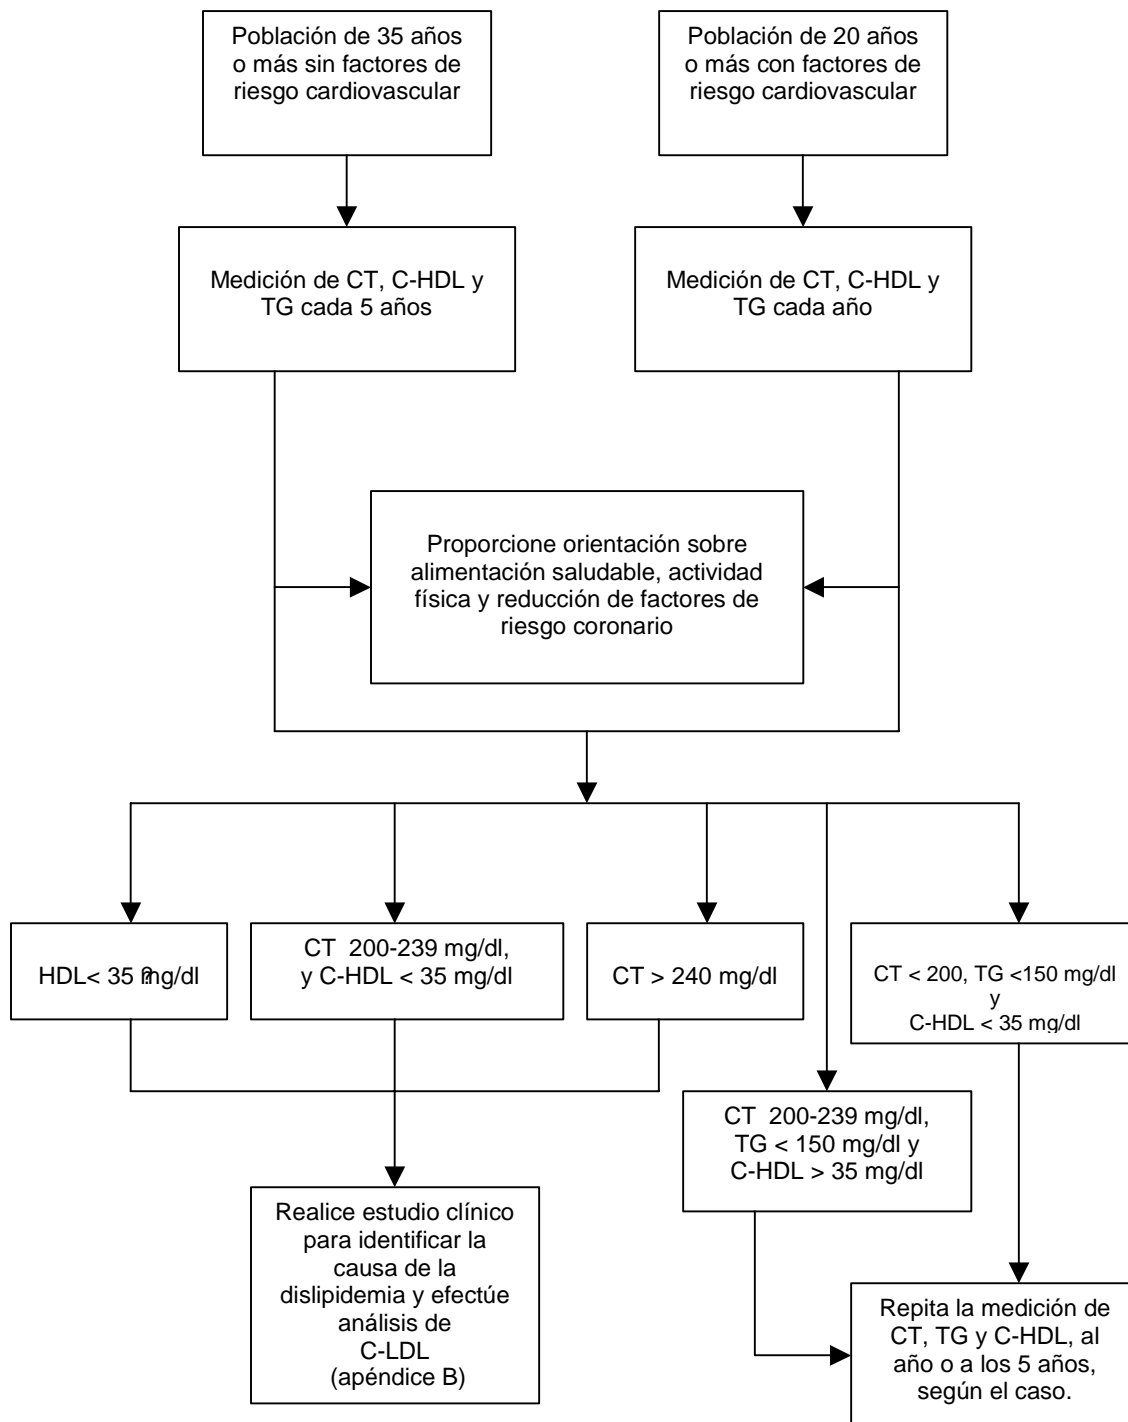 Población de 35 años
o más sin factores de
riesgo cardiovascular
Población de 20 años
o más con factores de
riesgo cardiovascular
Medición de CT, C-HDL y
TG cada 5 años
Medición de CT, C-HDL y
TG cada año
Proporcione orientación sobre
alimentación saludable, actividad
física y reducción de factores de
riesgo coronario
HDL< 35 mg/dl
CT 200-239 mg/dl,
y C-HDL < 35 mg/dl
CT > 240 mg/dl
CT < 200, TG <150 mg/dl
y
C-HDL < 35 mg/dl
CT 200-239 mg/dl,
TG < 150 mg/dl y
C-HDL > 35 mg/dl
Realice estudio clínico
para identificar la
causa de la
dislipidemia y efectúe
análisis de
C-LDL
(apéndice B)
Repita la medición de
CT, TG y C-HDL, al
año o a los 5 años,
según el caso.